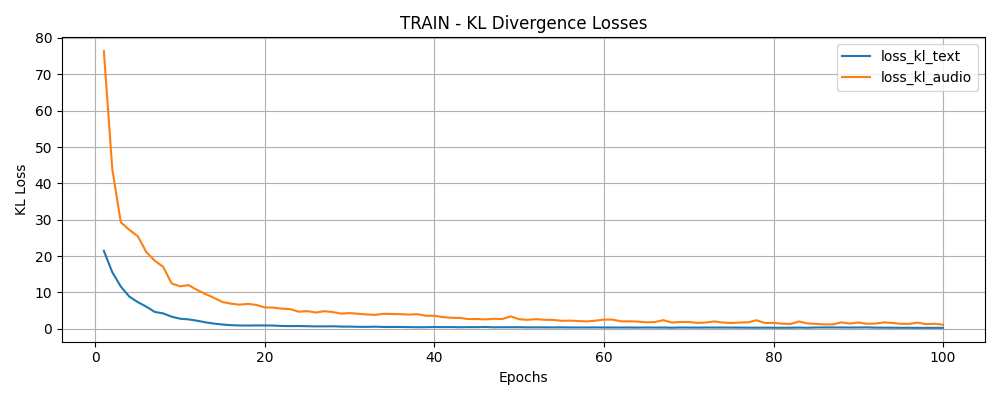 TRAIN - KL Divergence Losses
80
70
60
50
40
30
20
10
0
KL Loss
loss_kl_text
loss_kl_audio
0 20 40 60 80 100
Epochs